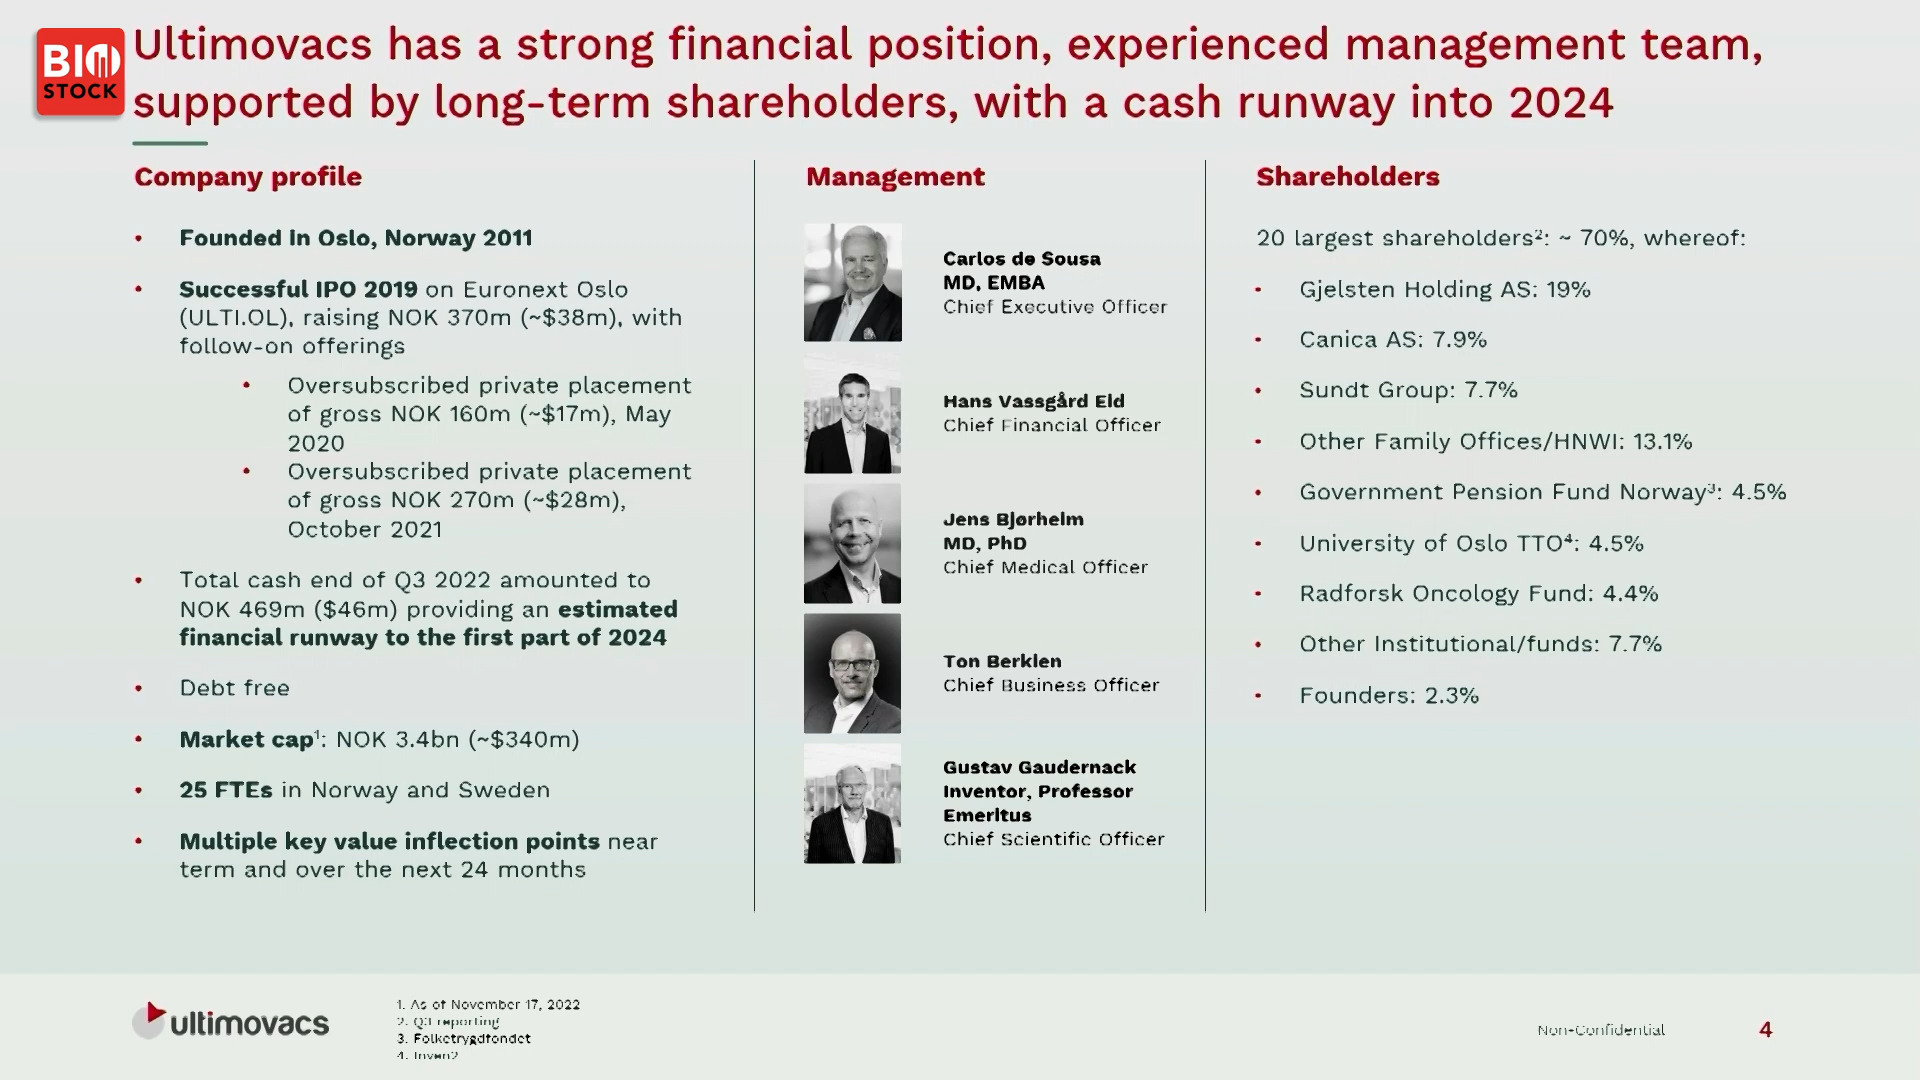 BIO
STOCK
Ultimovacs has a strong financial position, experienced management team,
supported by long-term shareholders, with a cash runway into 2024
Company profile
• Founded in Oslo, Norway 2011
• Successful IPO 2019 on Euronext Oslo
(ULTI.OL), raising NOK 370m (~$38m), with
follow-on offerings
• Oversubscribed private placement
of gross NOK 160m (~$17m), May
2020
• Oversubscribed private placement
of gross NOK 270m (~$28m),
October 2021
• Total cash end of Q3 2022 amounted to
NOK 469m ($46m) providing an estimated
financial runway to the first part of 2024
• Debt free
• Market cap¹: NOK 3.4bn (~$340m)
• 25 FTEs in Norway and Sweden
• Multiple key value inflection points near
term and over the next 24 months
Management
Carlos de Sousa
MD, EMBA
Chief Executive Officer
Hans Vassgård Eid
Chief Financial Officer
Jens Bjørheim
MD, PhD
Chief Medical Officer
Ton Berkien
Chief Business Officer
Gustav Gaudernack
Inventor, Professor
Emeritus
Chief Scientific Officer
Shareholders
20 largest shareholders²: ~ 70%, whereof:
• Gjelsten Holding AS: 19%
• Canica AS: 7.9%
• Sundt Group: 7.7%
• Other Family Offices/HNWI: 13.1%
• Government Pension Fund Norway³: 4.5%
• University of Oslo TTO⁴: 4.5%
• Radforsk Oncology Fund: 4.4%
• Other Institutional/funds: 7.7%
• Founders: 2.3%
ultimovacs
1. As of November 17, 2022
2. Q3 reporting
3. Folketrygdfondet
4. Inven2
Non-Confidential
4